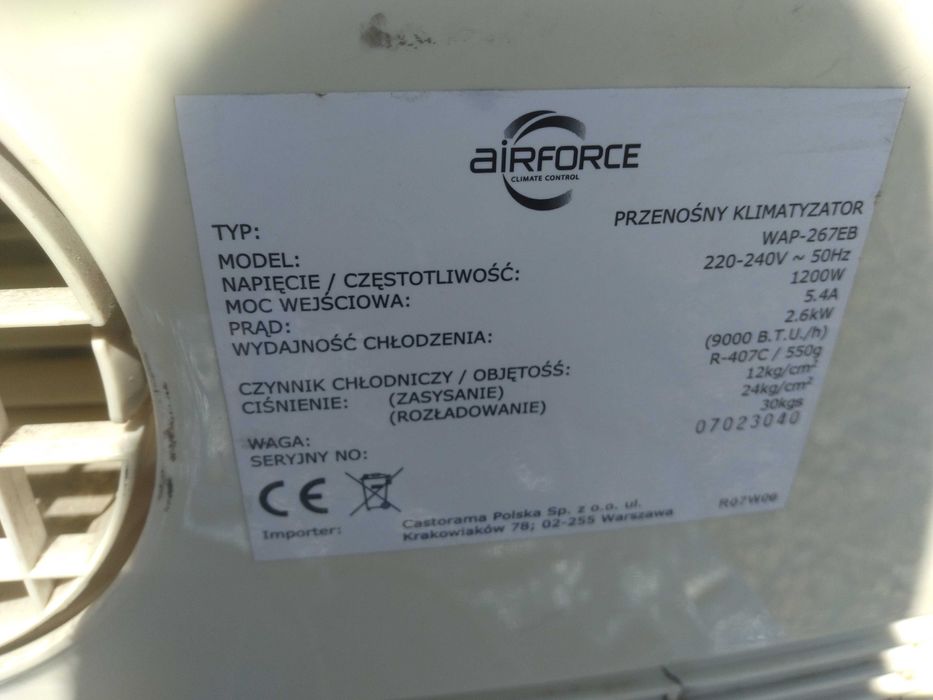 aiRFORCE
CLIMATE CONTROL
TYP: PRZENOŚNY KLIMATYZATOR
MODEL: WAP-267EB
NAPIĘCIE / CZĘSTOTLIWOŚĆ: 220-240V ~ 50Hz
MOC WEJŚCIOWA: 1200W
PRĄD: 5.4A
WYDAJNOŚĆ CHŁODZENIA: 2.6kW
(9000 B.T.U./h)
CZYNNIK CHŁODNICZY / OBJĘTOŚŚ: R-407C / 550g
CIŚNIENIE: (ZASYSANIE) 12kg/cm²
(ROZŁADOWANIE) 24kg/cm²
WAGA: 30kgs
SERYJNY NO: 07023040
CE
Importer: Castorama Polska Sp. z o.o. ul.
Krakowiaków 78; 02-255 Warszawa
R07W00